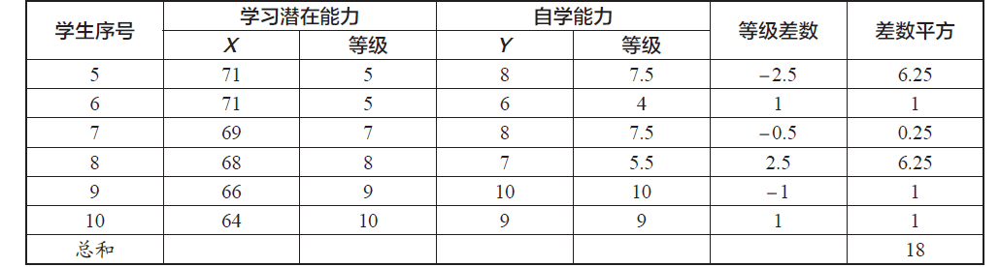 学生序号 学习潜在能力 自学能力 等级差数 差数平方
X 等级 Y 等级
5 71 5 8 7.5 −2.5 6.25
6 71 5 6 4 1 1
7 69 7 8 7.5 −0.5 0.25
8 68 8 7 5.5 2.5 6.25
9 66 9 10 10 −1 1
10 64 10 9 9 1 1
总和 18